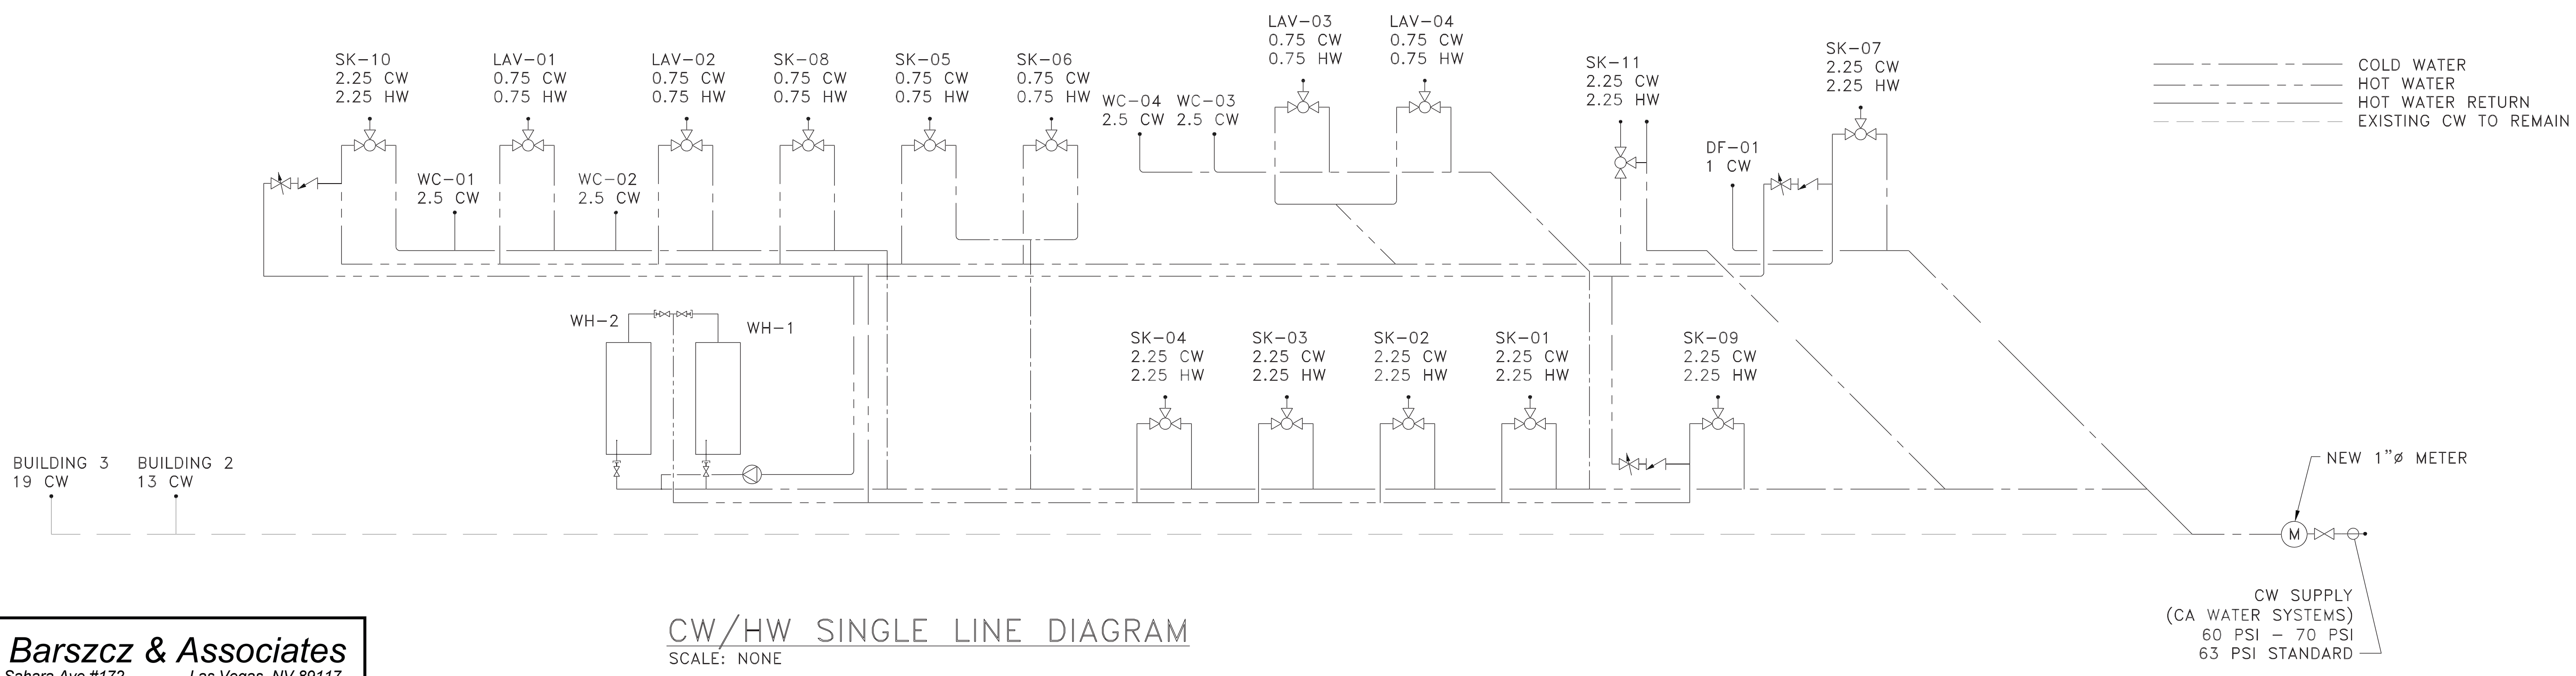 LAV-03
0.75 CW
0.75 HW
LAV-04
0.75 CW
0.75 HW
SK-10
2.25 CW
2.25 HW
LAV-01
0.75 CW
0.75 HW
LAV-02
0.75 CW
0.75 HW
SK-08
0.75 CW
0.75 HW
SK-05
0.75 CW
0.75 HW
SK-06
0.75 CW
0.75 HW
WC-04
2.5 CW
WC-03
2.5 CW
SK-11
2.25 CW
2.25 HW
SK-07
2.25 CW
2.25 HW
COLD WATER
HOT WATER
HOT WATER RETURN
EXISTING CW TO REMAIN
WC-01
2.5 CW
WC-02
2.5 CW
DF-01
1 CW
WH-2
WH-1
SK-04
2.25 CW
2.25 HW
SK-03
2.25 CW
2.25 HW
SK-02
2.25 CW
2.25 HW
SK-01
2.25 CW
2.25 HW
SK-09
2.25 CW
2.25 HW
BUILDING 3
19 CW
BUILDING 2
13 CW
NEW 1"ø METER
M
CW SUPPLY
(CA WATER SYSTEMS)
60 PSI - 70 PSI
63 PSI STANDARD
CW/HW SINGLE LINE DIAGRAM
SCALE: NONE
Barszcz & Associates
Sahara Ave #172 Las Vegas, NV 89117